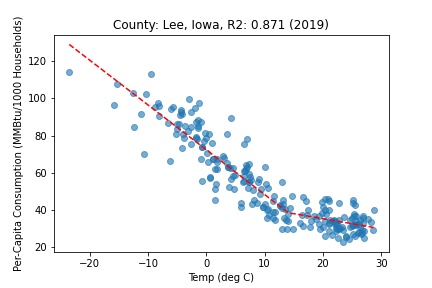 County: Lee, Iowa, R2: 0.871 (2019)
Per-Capita Consumption (MMBtu/1000 Households)
120
100
80
60
40
20
−20 −10 0 10 20 30
Temp (deg C)